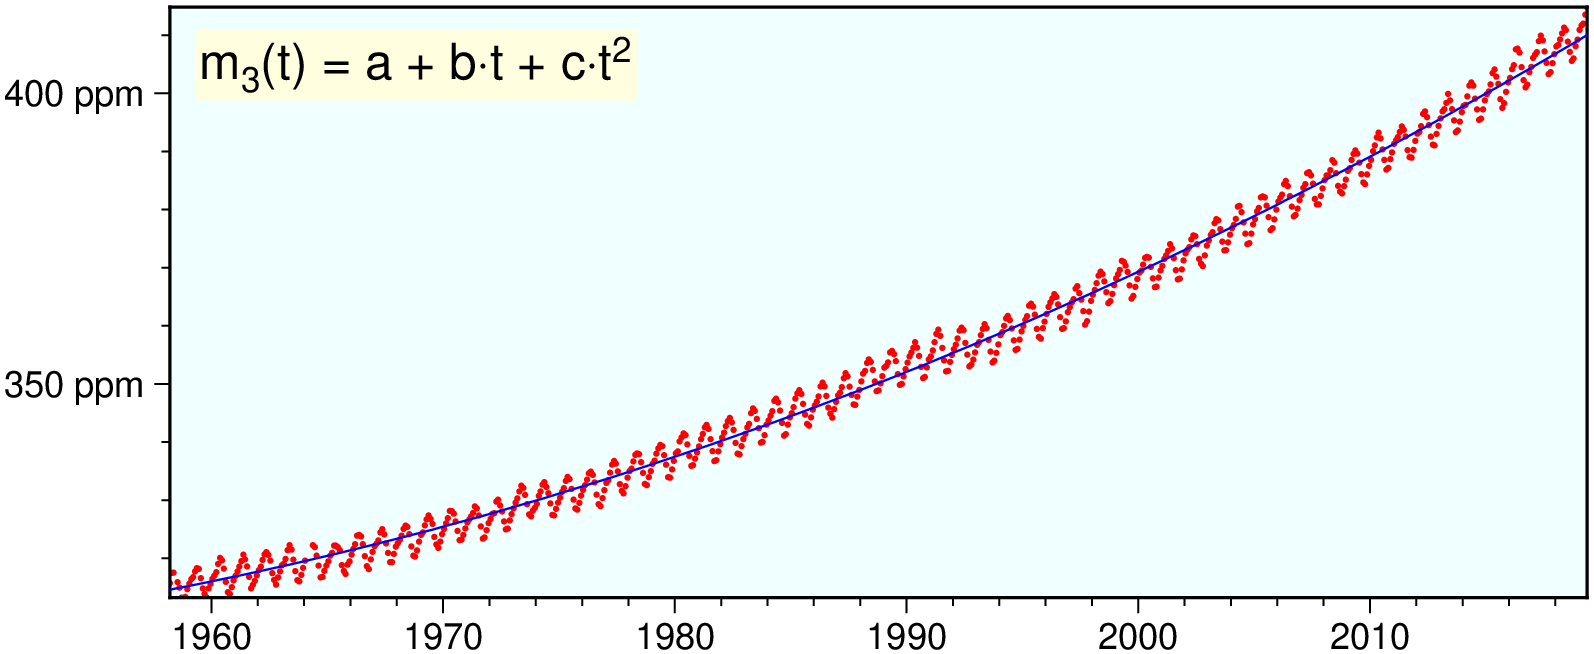 m₃(t) = a + b·t + c·t²
400 ppm
350 ppm
1960 1970 1980 1990 2000 2010